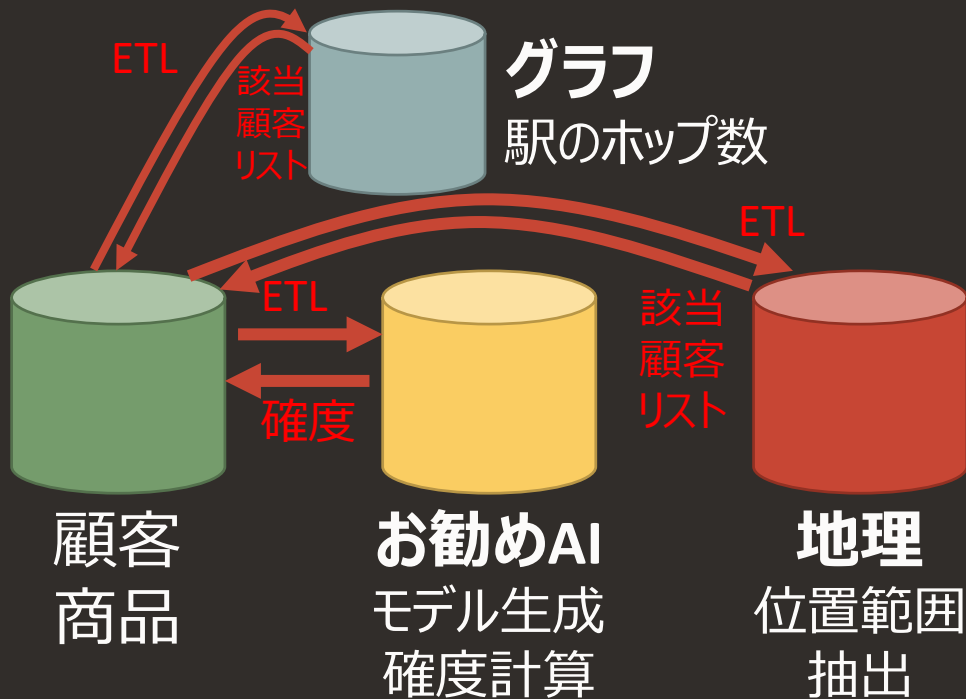 ETL
該当
顧客
リスト
グラフ
駅のホップ数
ETL
ETL
確度
該当
顧客
リスト
顧客
商品
お勧めAI
モデル生成
確度計算
地理
位置範囲
抽出